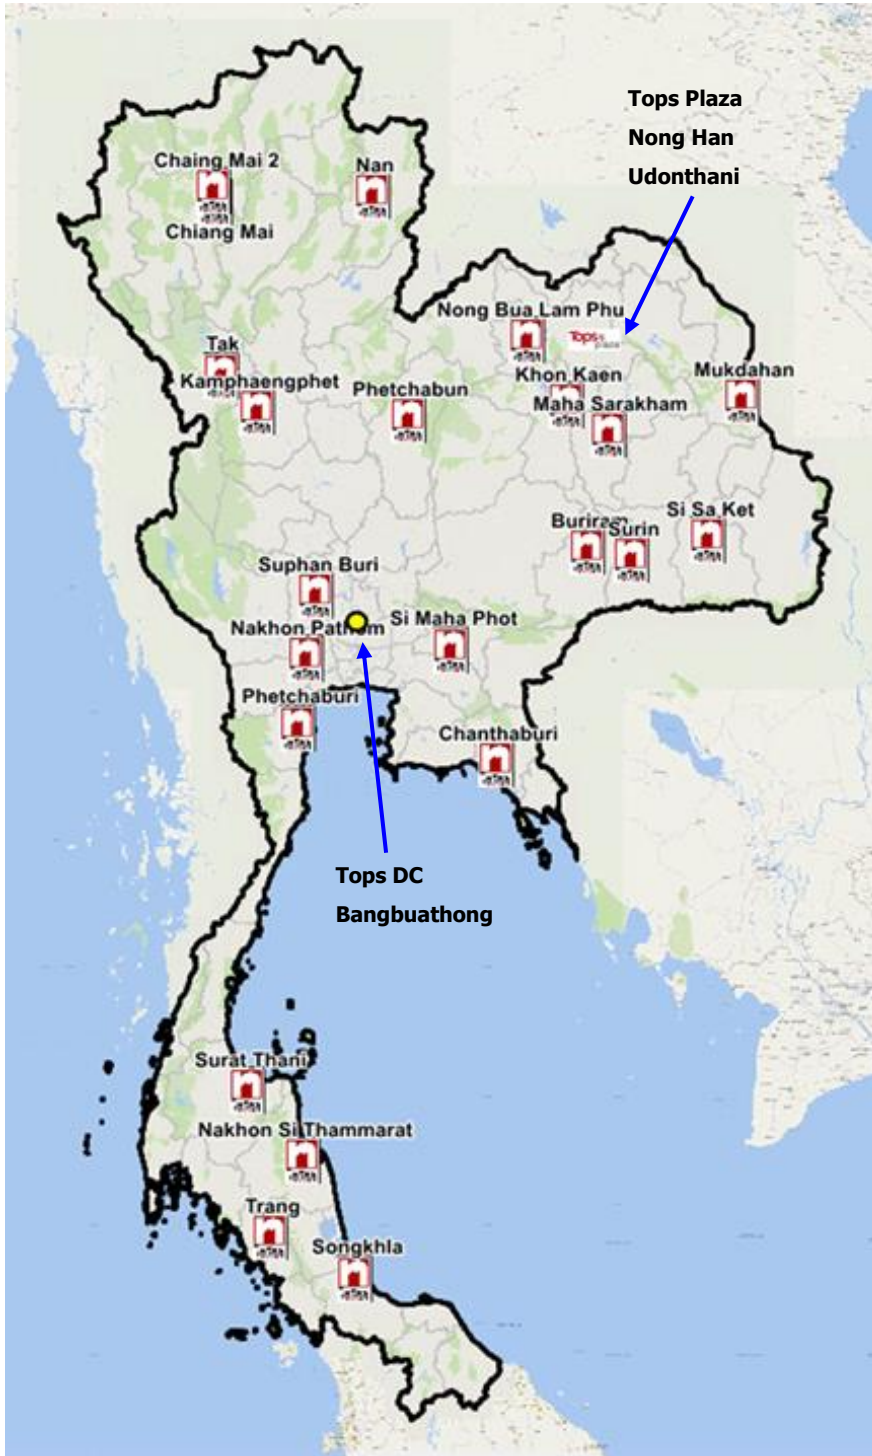 Tops Plaza
Nong Han
Udonthani
Chaing Mai 2
Nan
Chiang Mai
Nong Bua Lam Phu
Tops
plaza
Tak
Khon Kaen
Mukdahan
Kamphaengphet
Phetchabun
Maha Sarakham
Si Sa Ket
Buriram
Surin
Suphan Buri
Si Maha Phot
Nakhon Pathom
Phetchaburi
Chanthaburi
Tops DC
Bangbuathong
Surat Thani
Nakhon Si Thammarat
Trang
Songkhla